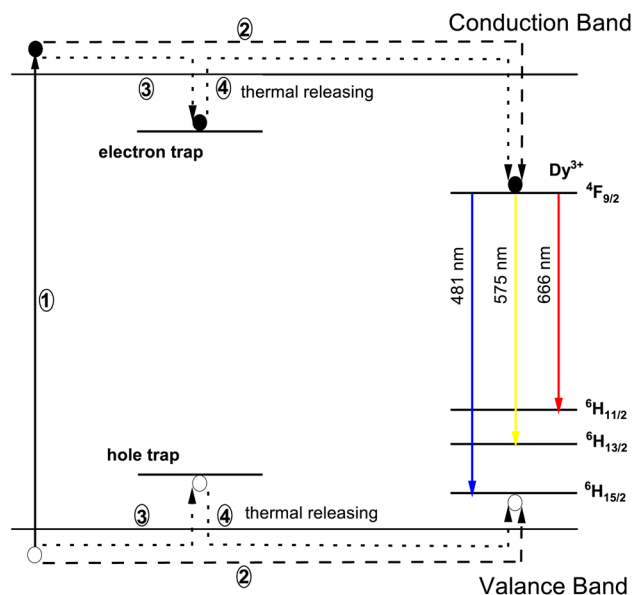 ②
Conduction Band
③
④ thermal releasing
electron trap
Dy³⁺
⁴F₉/₂
①
481 nm
575 nm
666 nm
⁶H₁₁/₂
⁶H₁₃/₂
hole trap
⁶H₁₅/₂
③
④ thermal releasing
②
Valance Band